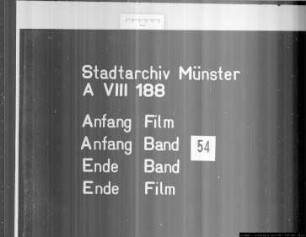 Stadtarchiv Münster
A VIII 188
Anfang Film
Anfang Band 54
Ende Band
Ende Film